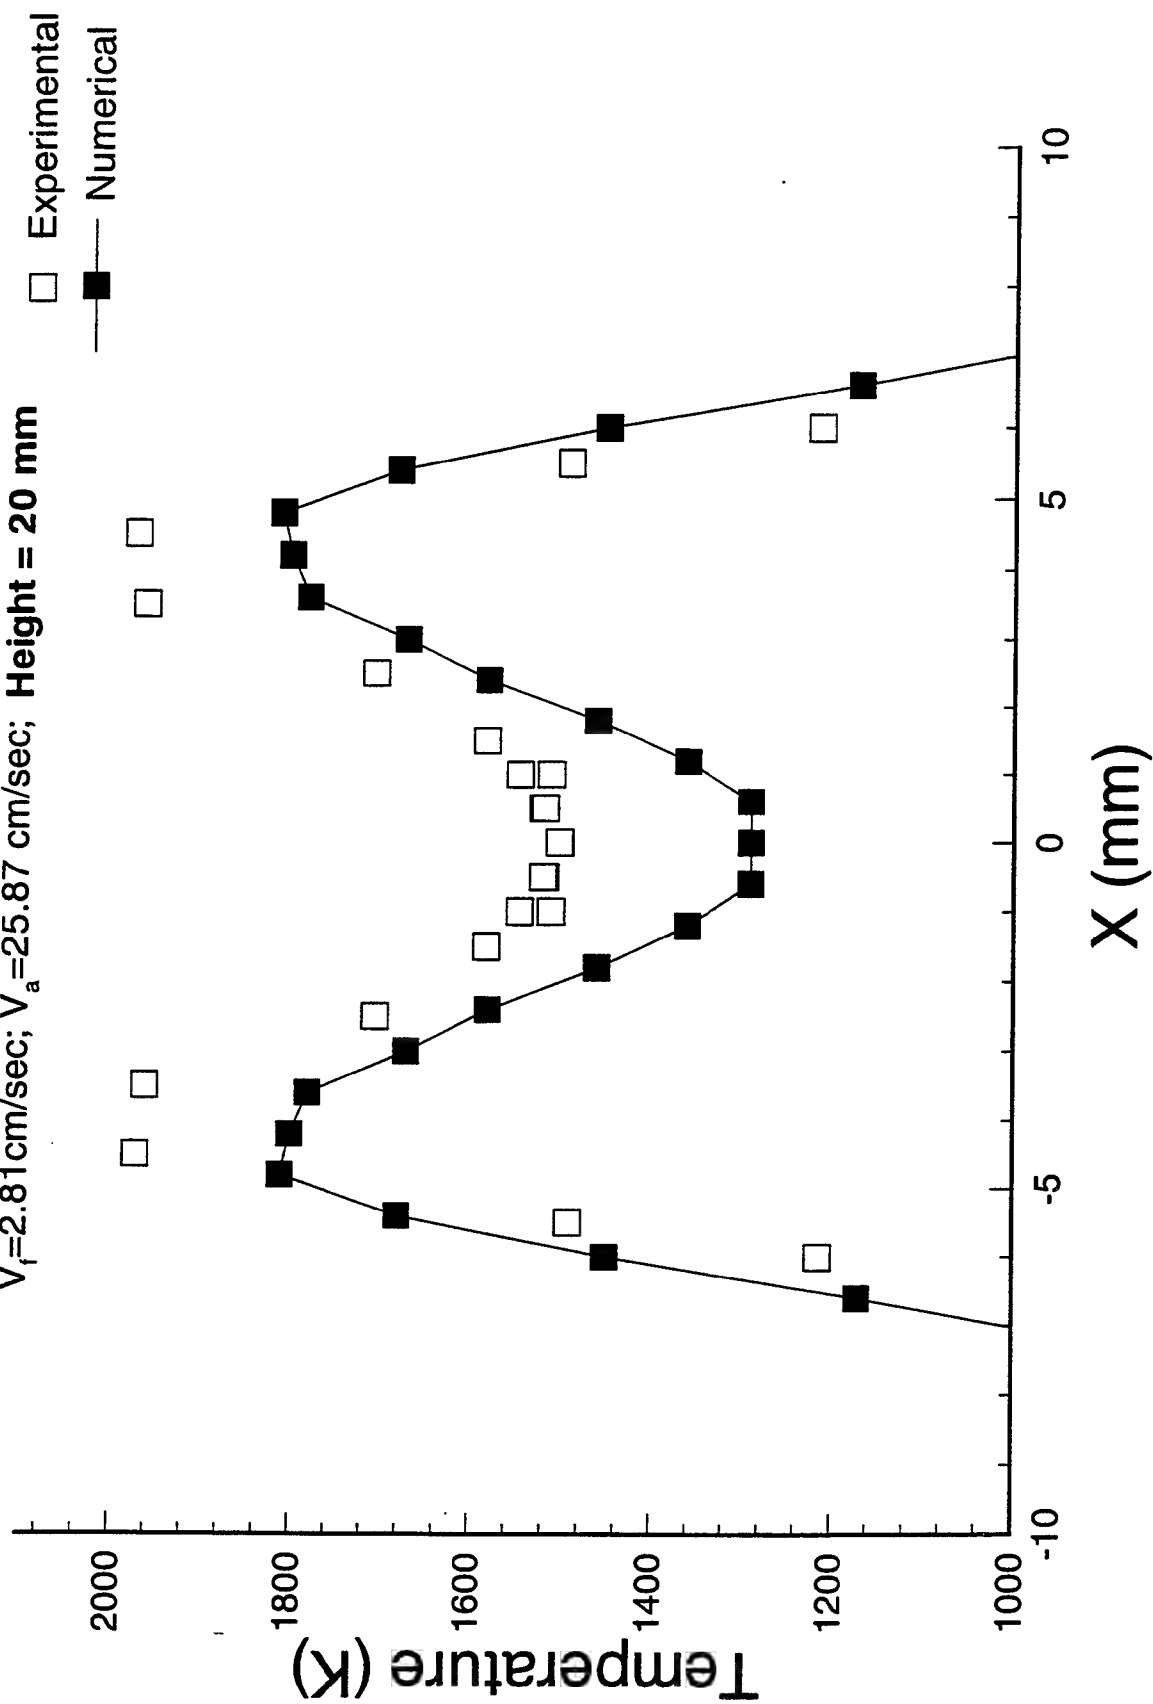 V_f=2.81cm/sec; V_a=25.87 cm/sec; Height = 20 mm
Experimental
Numerical
Temperature (K)
2000
1800
1600
1400
1200
1000
-10
-5
0
5
10
X (mm)